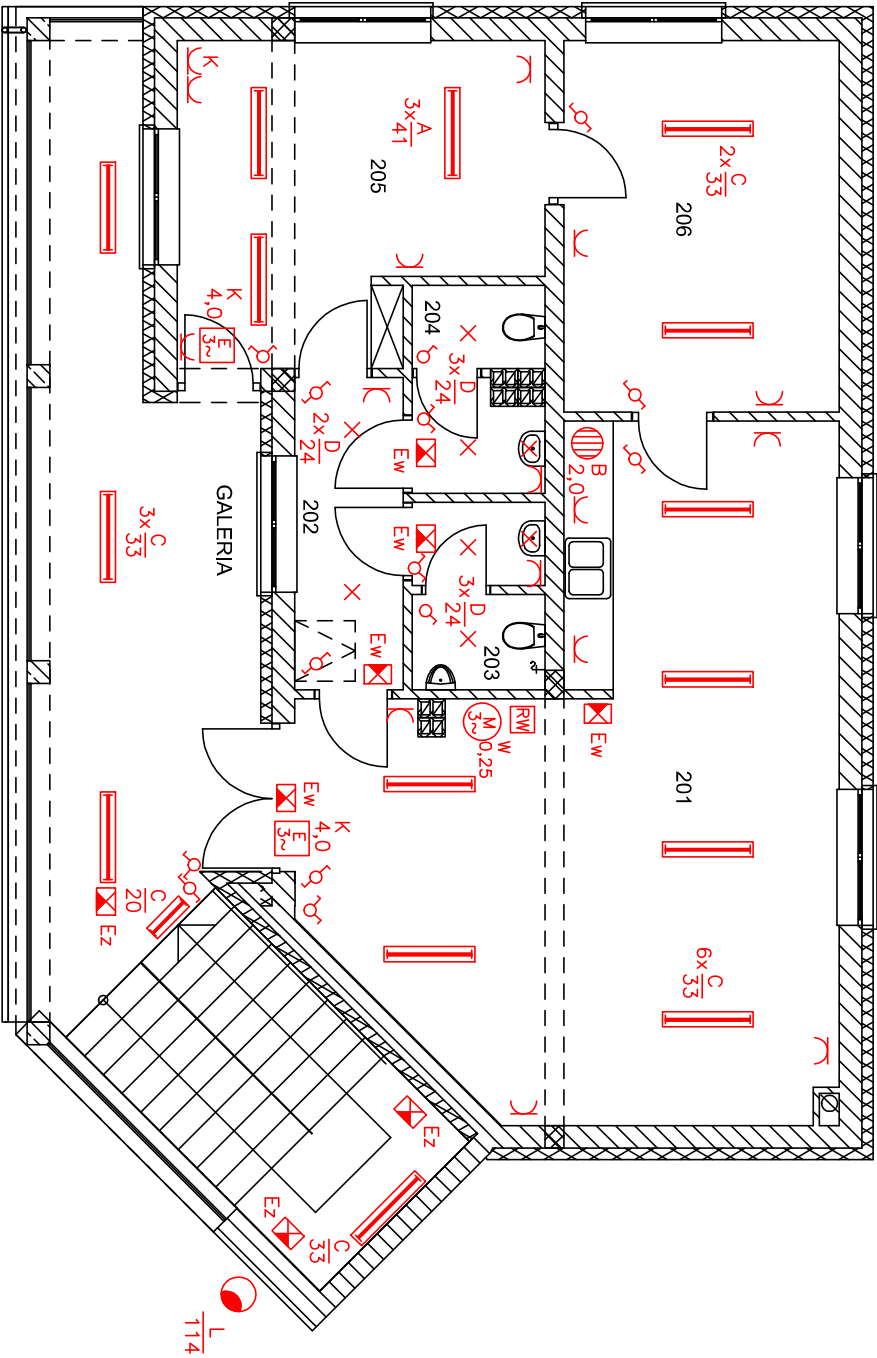 206
2x C
33
205
3x A
41
K
K
4,0
E
3~
204
3x D
24
2x D
24
Ew
202
Ew
3x D
24
203
Ew
B
2,0
GALERIA
3x C
33
201
6x C
33
RW
M
3~
W
0,25
Ew
Ew
K
4,0
E
3~
C
20
Ez
Ez
Ez
C
33
L
114